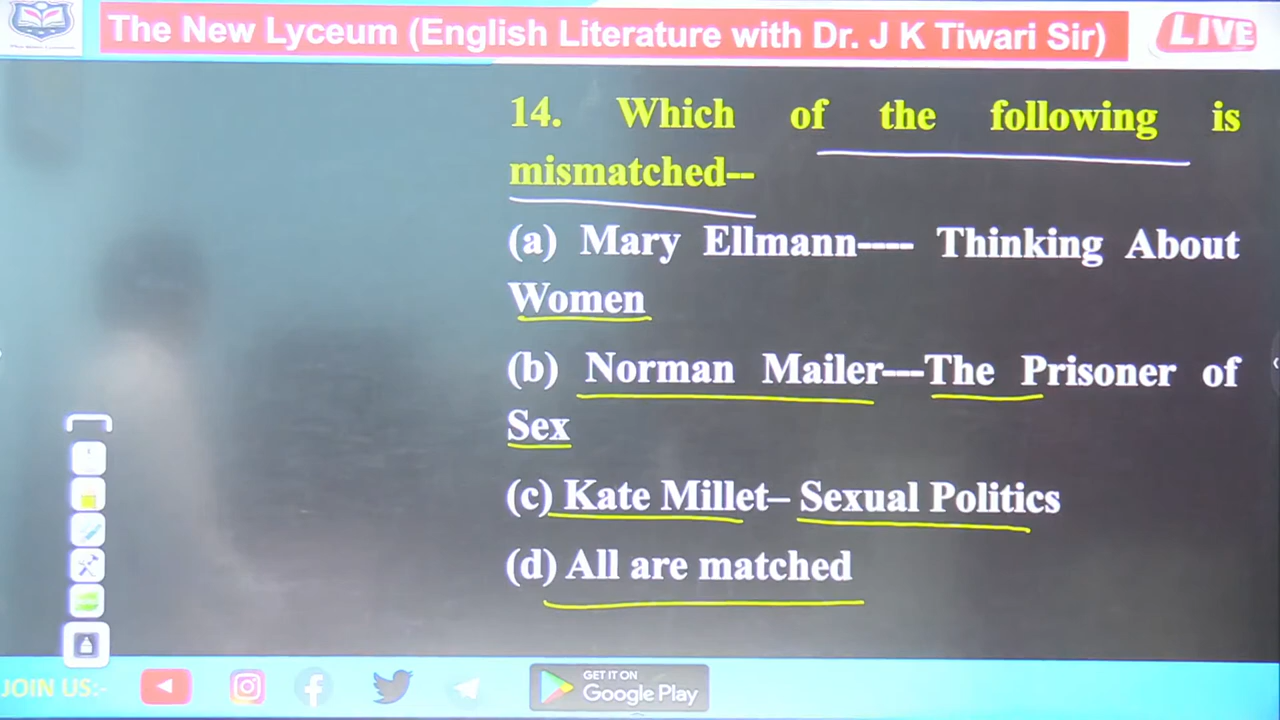 The New Lyceum (English Literature with Dr. J K Tiwari Sir)
LIVE
14. Which of the following is
mismatched--
(a) Mary Ellmann---- Thinking About
Women
(b) Norman Mailer---The Prisoner of
Sex
(c) Kate Millet– Sexual Politics
(d) All are matched
JOIN US:-
GET IT ON
Google Play